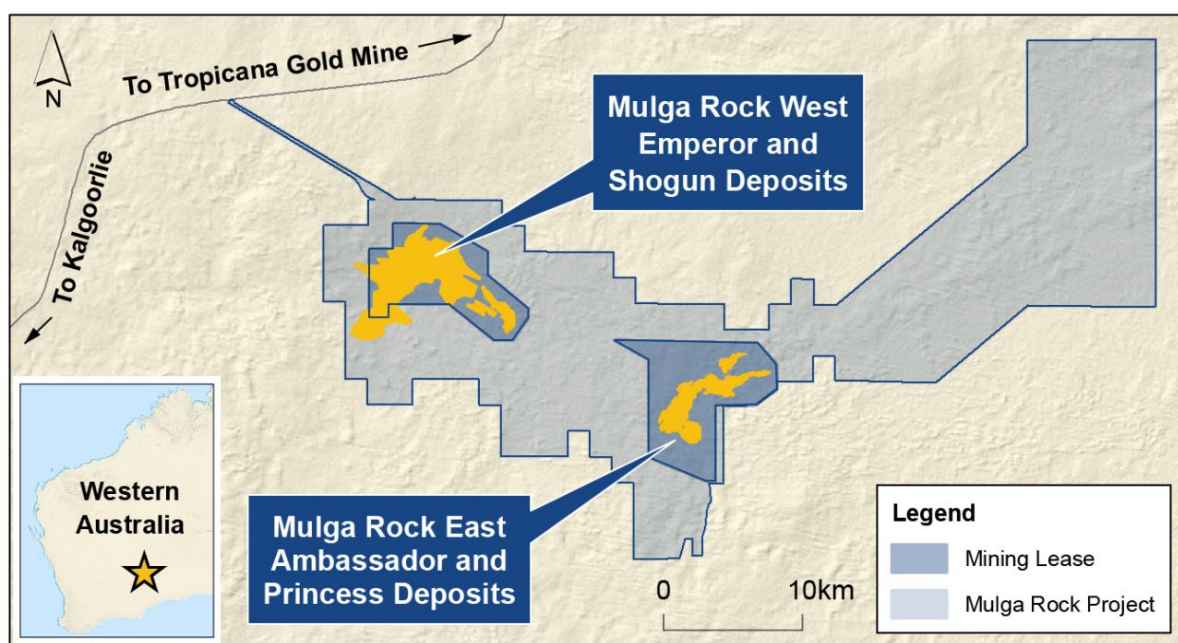 N
To Tropicana Gold Mine
To Kalgoorlie
Mulga Rock West
Emperor and
Shogun Deposits
Mulga Rock East
Ambassador and
Princess Deposits
Western
Australia
0 10km
Legend
Mining Lease
Mulga Rock Project